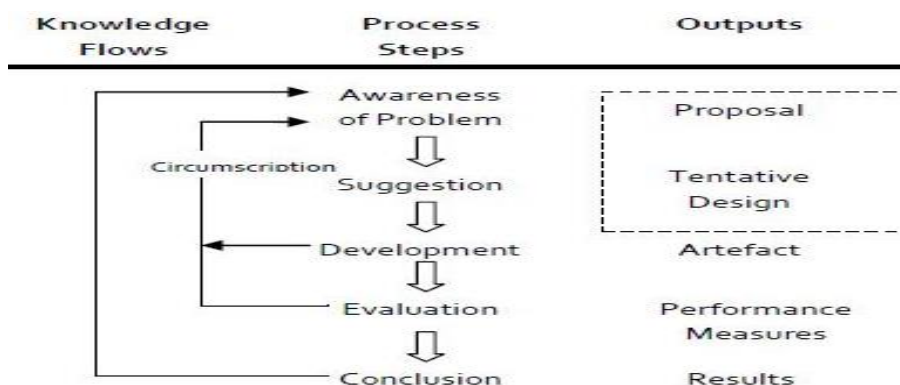 Knowledge Flows
Process Steps
Outputs
Awareness of Problem
Proposal
Circumscription
Suggestion
Tentative Design
Development
Artefact
Evaluation
Performance Measures
Conclusion
Results